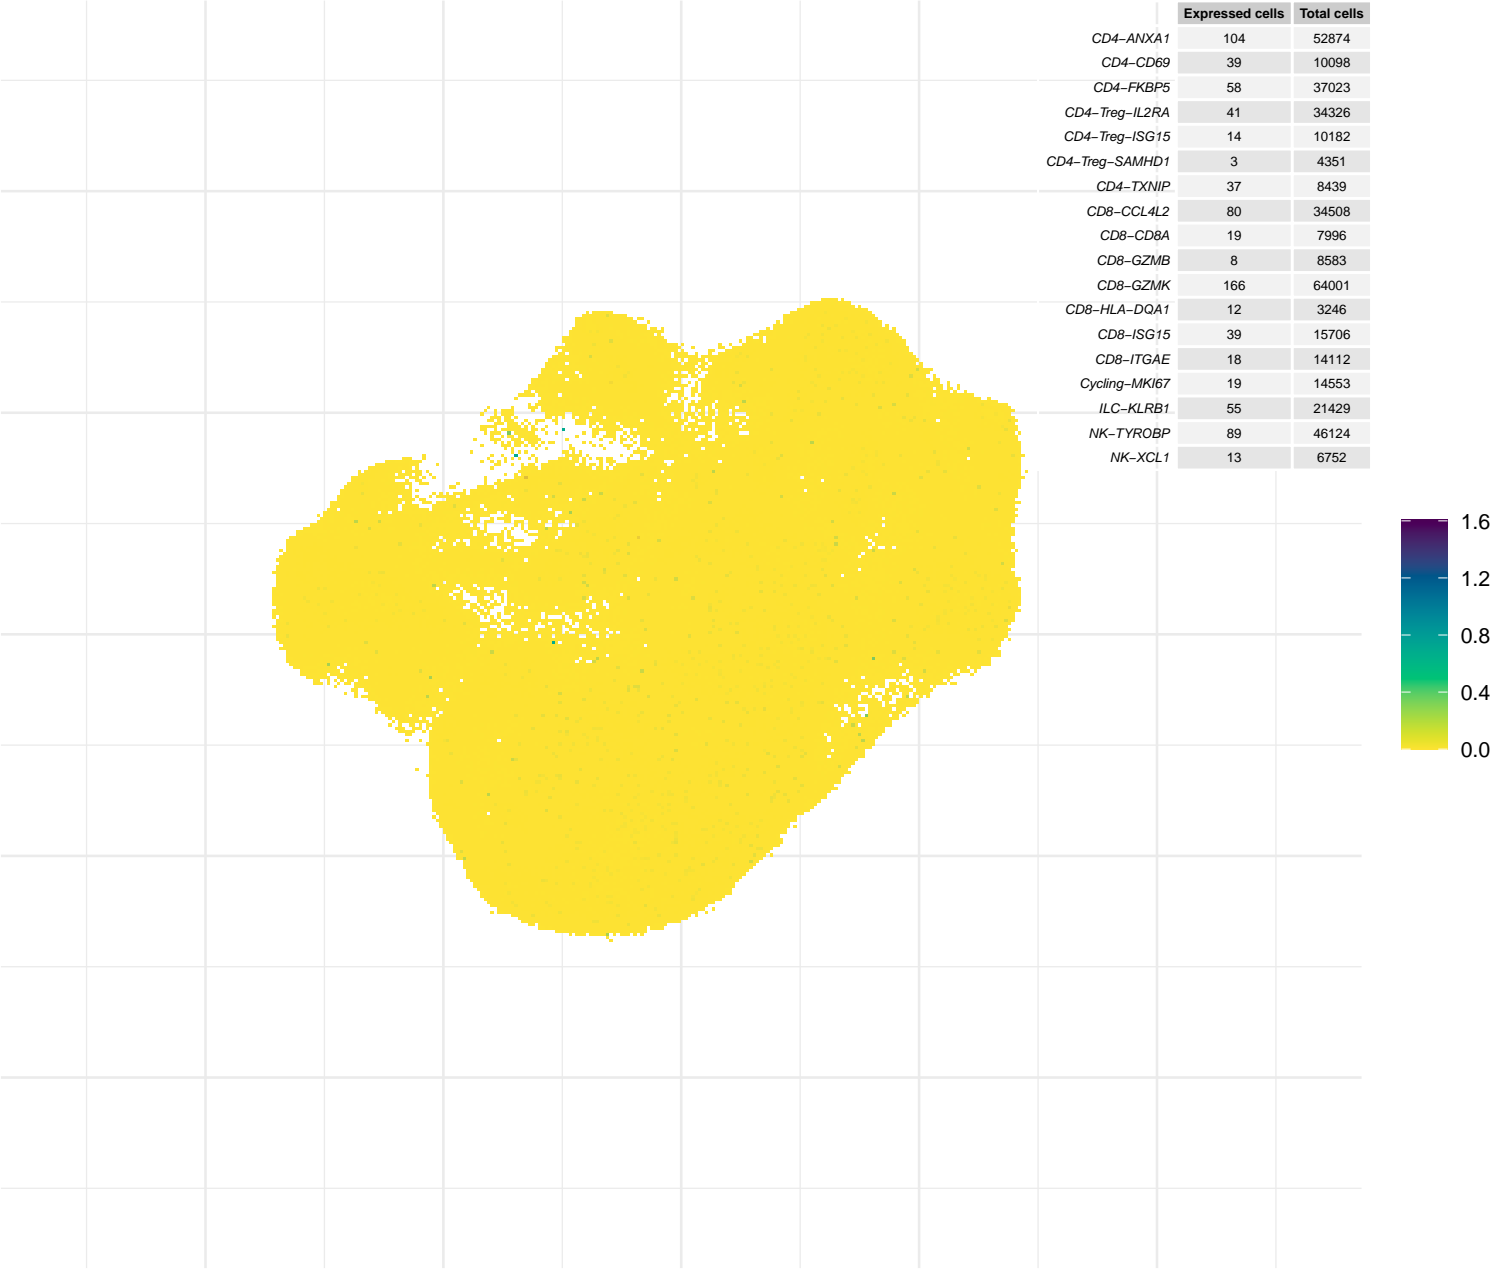 Expressed cells Total cells
CD4−ANXA1 104 52874
CD4−CD69 39 10098
CD4−FKBP5 58 37023
CD4−Treg−IL2RA 41 34326
CD4−Treg−ISG15 14 10182
CD4−Treg−SAMHD1 3 4351
CD4−TXNIP 37 8439
CD8−CCL4L2 80 34508
CD8−CD8A 19 7996
CD8−GZMB 8 8583
CD8−GZMK 166 64001
CD8−HLA−DQA1 12 3246
CD8−ISG15 39 15706
CD8−ITGAE 18 14112
Cycling−MKI67 19 14553
ILC−KLRB1 55 21429
NK−TYROBP 89 46124
NK−XCL1 13 6752
1.6
1.2
0.8
0.4
0.0